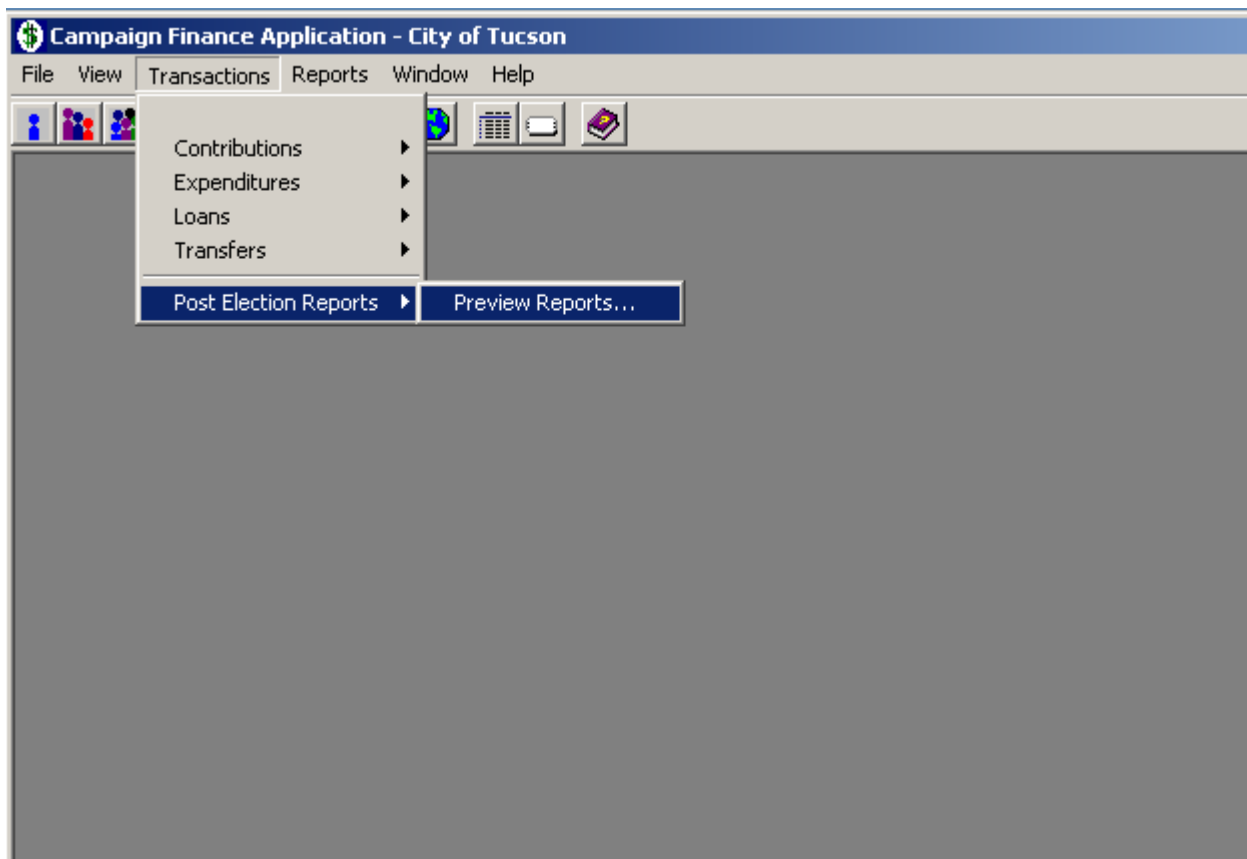 Campaign Finance Application - City of Tucson
File View Transactions Reports Window Help
Contributions
Expenditures
Loans
Transfers
Post Election Reports Preview Reports...